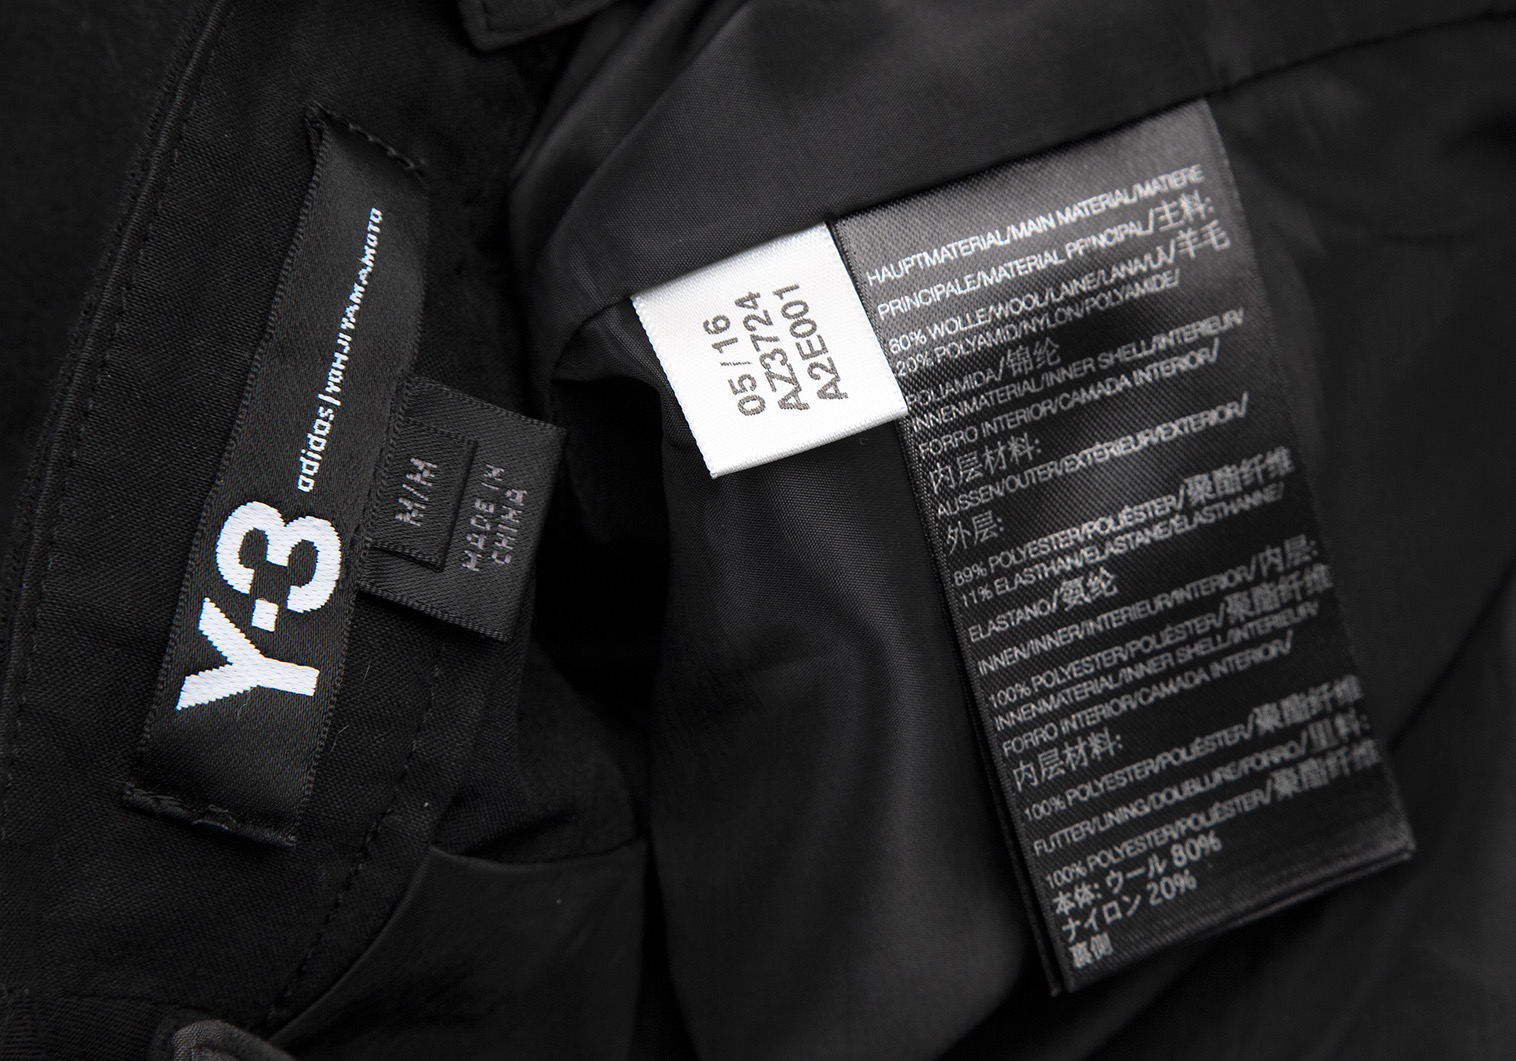 Y-3
adidas | YOHJI YAMAMOTO
M/M
MADE IN
CHINA
05/16
AZ3724
A2E001
HAUPTMATERIAL/MAIN MATERIAL/MATIERE
PRINCIPALE/MATERIAL PRINCIPAL/主料:
80% WOLLE/WOOL/LAINE/LANA/LÃ/羊毛
20% POLYAMID/NYLON/POLYAMIDE/
POLIAMIDA/锦纶
INNENMATERIAL/INNER SHELL/INTERIEUR/
FORRO INTERIOR/CAMADA INTERIOR/
内层材料:
AUSSEN/OUTER/EXTÉRIEUR/EXTERIOR/
外层:
89% POLYESTER/POLIÉSTER/聚酯纤维
11% ELASTHAN/ELASTANE/ÉLASTHANNE/
ELASTANO/氨纶
INNEN/INNER/INTERIEUR/INTERIOR/内层:
100% POLYESTER/POLIÉSTER/聚酯纤维
INNENMATERIAL/INNER SHELL/INTERIEUR/
FORRO INTERIOR/CAMADA INTERIOR/
内层材料:
100% POLYESTER/POLIÉSTER/聚酯纤维
FUTTER/LINING/DOUBLURE/FORRO/里料:
100% POLYESTER/POLIÉSTER/聚酯纤维
本体: ウール 80%
ナイロン 20%
裏側